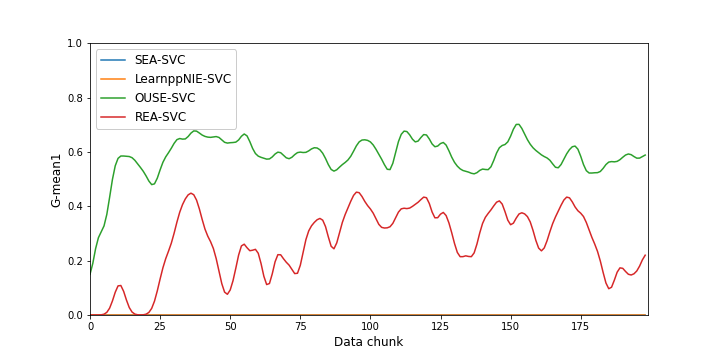 1.0
0.8
0.6
0.4
0.2
0.0
G-mean1
SEA-SVC
LearnppNIE-SVC
OUSE-SVC
REA-SVC
0 25 50 75 100 125 150 175
Data chunk